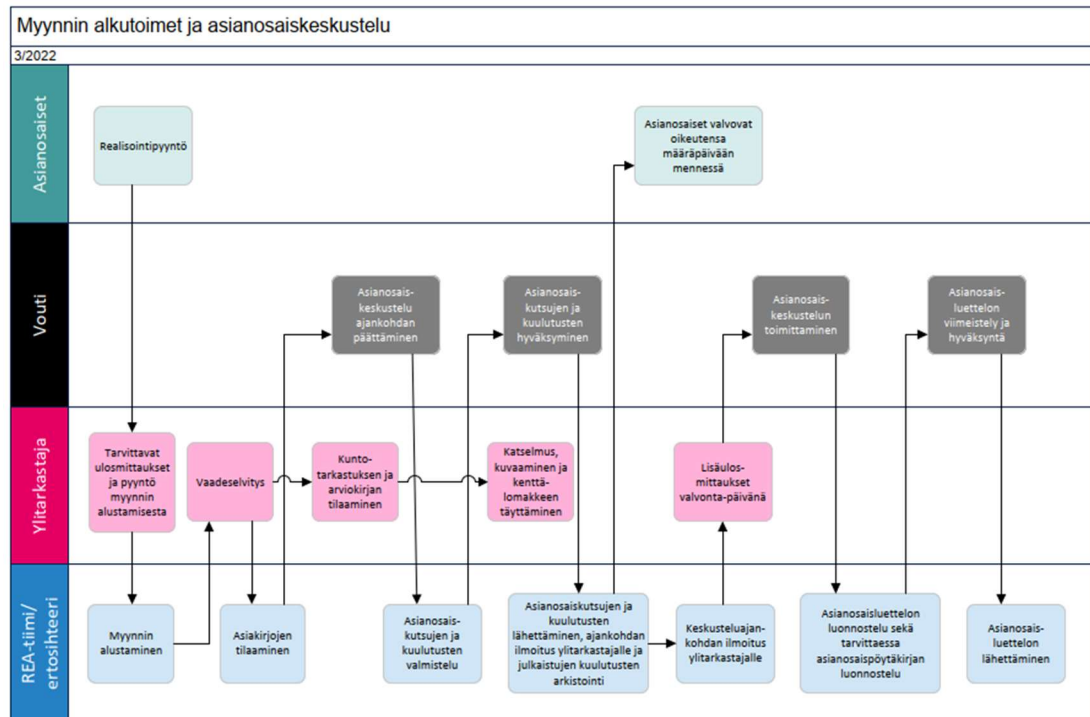 Myynnin alkutoimet ja asianosaiskeskustelu
3/2022
Asianosaiset
Realisointipyyntö
Asianosaiset valvovat
oikeutensa
määräpäivään
mennessä
Vouti
Asianosais-
keskustelu
ajankohdan
päättäminen
Asianosais-
kutsujen ja
kuulutusten
hyväksyminen
Asianosais-
keskustelun
toimittaminen
Asianosais-
luettelon
viimeistely ja
hyväksyntä
Ylitarkastaja
Tarvittavat
ulosmittaukset
ja pyyntö
myynnin
alustamisesta
Vaadeselvitys
Kunto-
tarkastuksen ja
arviokirjan
tilaaminen
Katselmus,
kuvaaminen ja
kenttä-
lomakkeen
täyttäminen
Lisäulos-
mittaukset
valvonta-päivänä
REA-tiimi/
ertosihteeri
Myynnin
alustaminen
Asiakirjojen
tilaaminen
Asianosais-
kutsujen ja
kuulutusten
valmistelu
Asianosaiskutsujen ja
kuulutusten
lähettäminen, ajankohdan
ilmoitus ylitarkastajalle ja
julkaistujen kuulutusten
arkistointi
Keskusteluajan-
kohdan ilmoitus
ylitarkastajalle
Asianosaisluettelon
luonnostelu sekä
tarvittaessa
asianosaispöytäkirjan
luonnostelu
Asianosais-
luettelon
lähettäminen